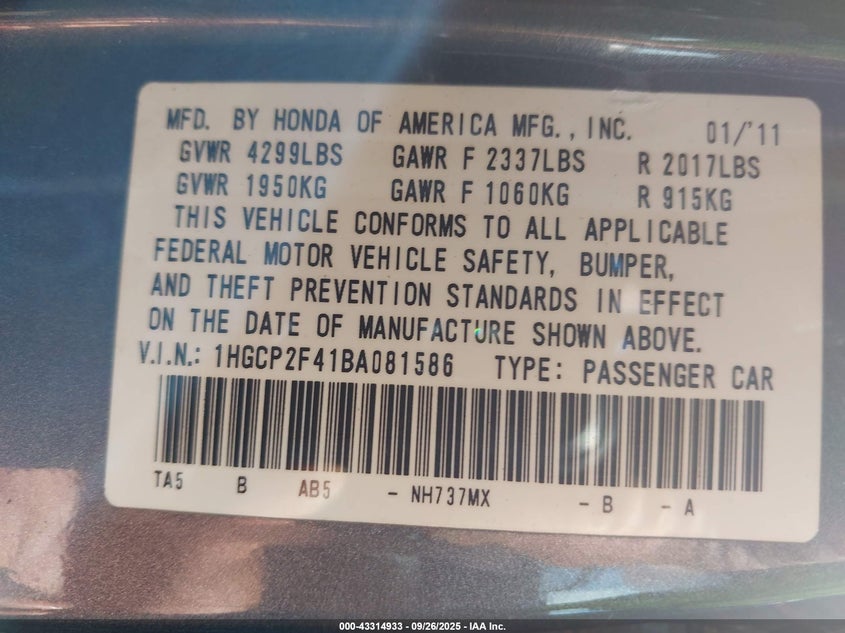 MFD. BY HONDA OF AMERICA MFG., INC. 01/'11
GVWR 4299LBS GAWR F 2337LBS R 2017LBS
GVWR 1950KG GAWR F 1060KG R 915KG
THIS VEHICLE CONFORMS TO ALL APPLICABLE
FEDERAL MOTOR VEHICLE SAFETY, BUMPER,
AND THEFT PREVENTION STANDARDS IN EFFECT
ON THE DATE OF MANUFACTURE SHOWN ABOVE.
V.I.N.: 1HGCP2F41BA081586 TYPE: PASSENGER CAR
TA5 B AB5 - NH737MX - B - A
000-43314933 - 09/26/2025 - IAA Inc.